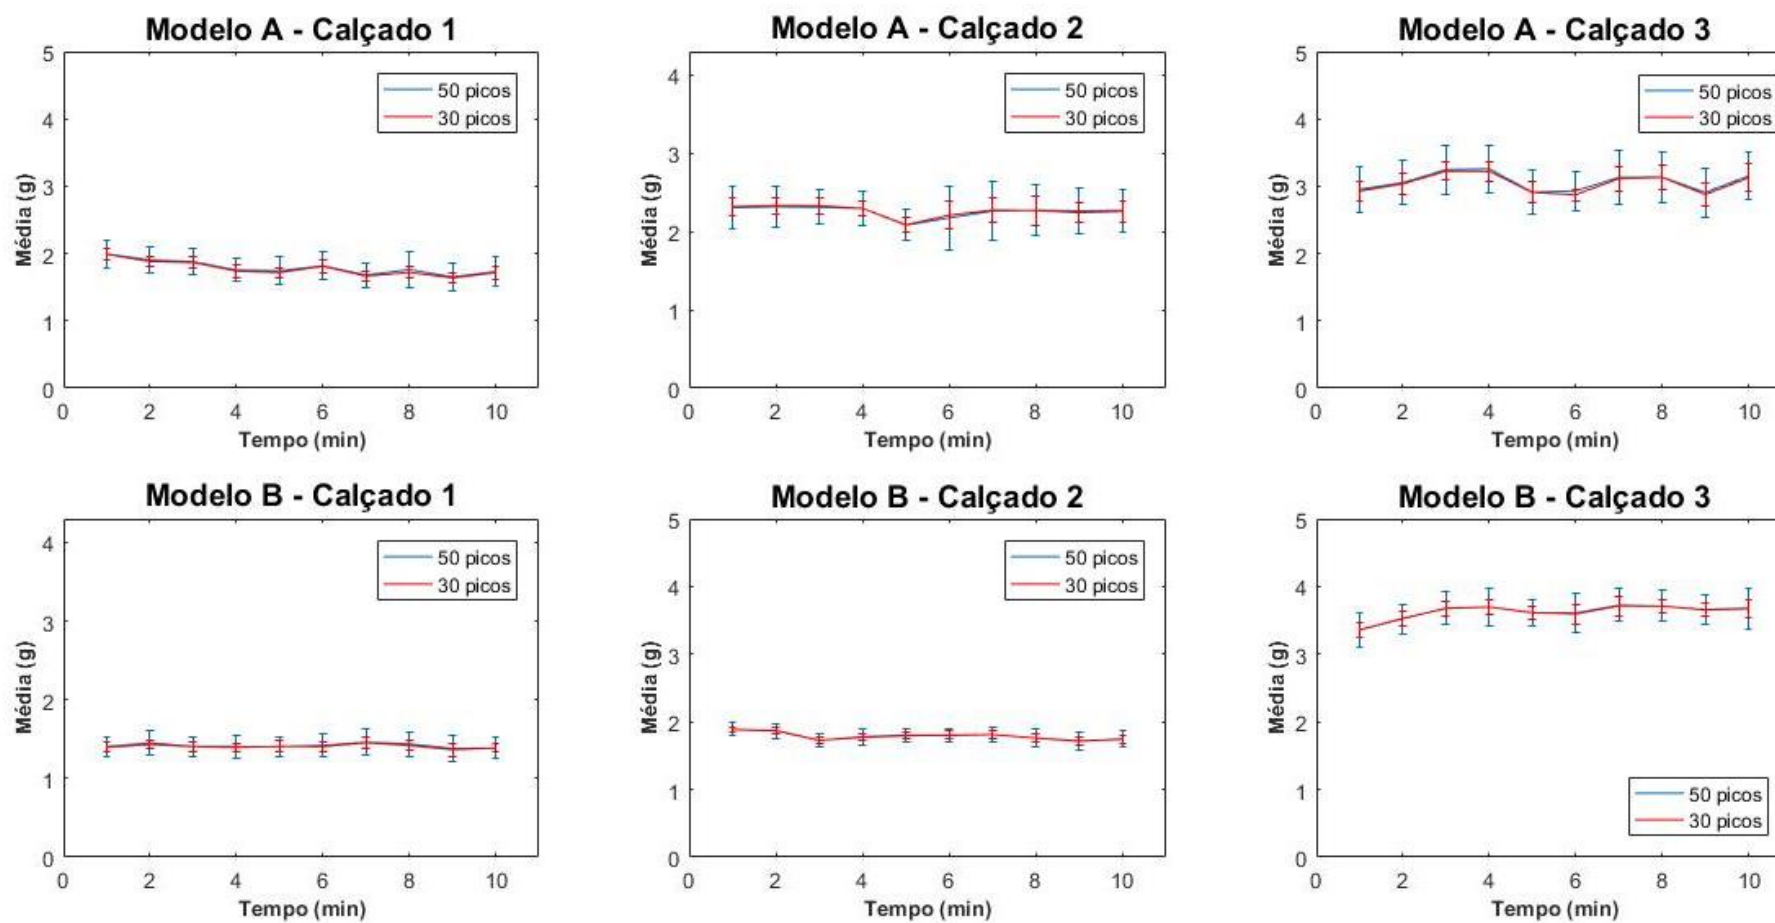 Modelo A - Calçado 1
5
4
3
2
1
0
Média (g)
50 picos
30 picos
0 2 4 6 8 10
Tempo (min)
Modelo A - Calçado 2
4
3
2
1
0
Média (g)
50 picos
30 picos
0 2 4 6 8 10
Tempo (min)
Modelo A - Calçado 3
5
4
3
2
1
0
Média (g)
50 picos
30 picos
0 2 4 6 8 10
Tempo (min)
Modelo B - Calçado 1
4
3
2
1
0
Média (g)
50 picos
30 picos
0 2 4 6 8 10
Tempo (min)
Modelo B - Calçado 2
5
4
3
2
1
0
Média (g)
50 picos
30 picos
0 2 4 6 8 10
Tempo (min)
Modelo B - Calçado 3
5
4
3
2
1
0
Média (g)
50 picos
30 picos
0 2 4 6 8 10
Tempo (min)